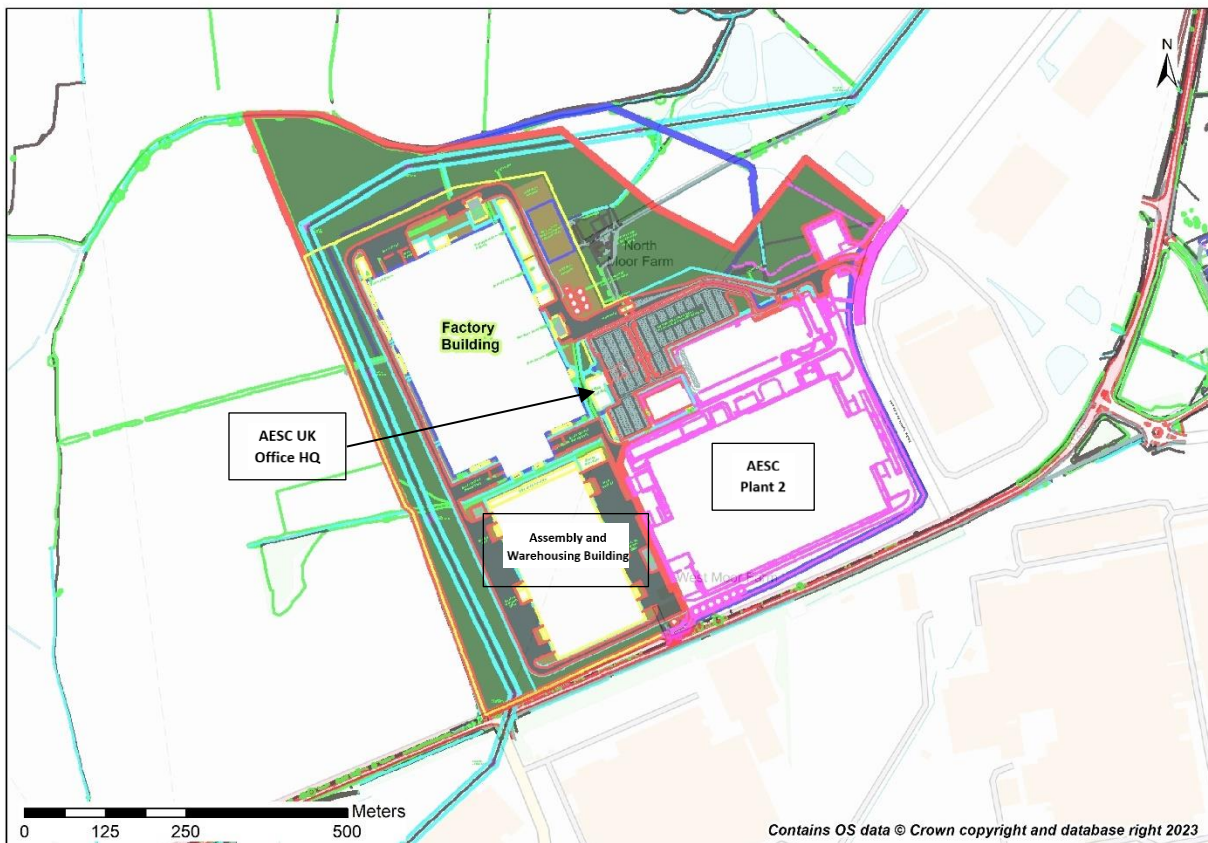 N
North
Moor Farm
Factory
Building
AESC UK
Office HQ
AESC
Plant 2
Assembly and
Warehousing Building
West Moor Farm
Meters
0 125 250 500
Contains OS data © Crown copyright and database right 2023